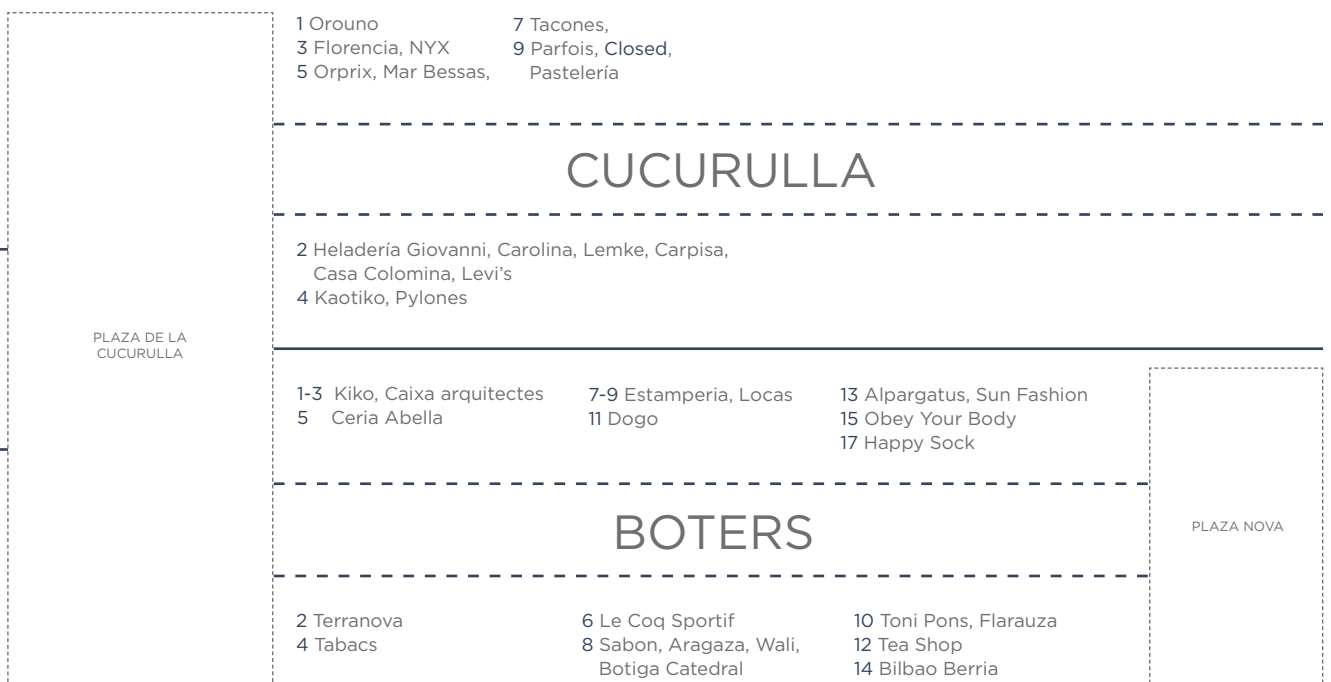 1 Orouno
3 Florencia, NYX
5 Orprix, Mar Bessas,
7 Tacones,
9 Parfois, Closed,
Pastelería
CUCURULLA
2 Heladería Giovanni, Carolina, Lemke, Carpisa,
Casa Colomina, Levi’s
4 Kaotiko, Pylones
PLAZA DE LA
CUCURULLA
1-3 Kiko, Caixa arquitectes
5 Ceria Abella
7-9 Estamperia, Locas
11 Dogo
13 Alpargatus, Sun Fashion
15 Obey Your Body
17 Happy Sock
BOTERS
PLAZA NOVA
2 Terranova
4 Tabacs
6 Le Coq Sportif
8 Sabon, Aragaza, Wali,
Botiga Catedral
10 Toni Pons, Flarauza
12 Tea Shop
14 Bilbao Berria